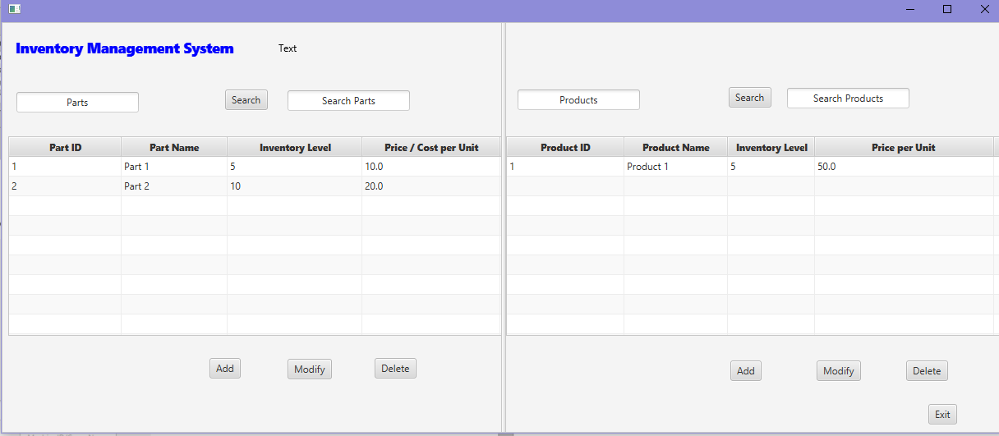 Inventory Management System Text
Parts Search Search Parts
Part ID Part Name Inventory Level Price / Cost per Unit
1 Part 1 5 10.0
2 Part 2 10 20.0
Add Modify Delete
Products Search Search Products
Product ID Product Name Inventory Level Price per Unit
1 Product 1 5 50.0
Add Modify Delete
Exit